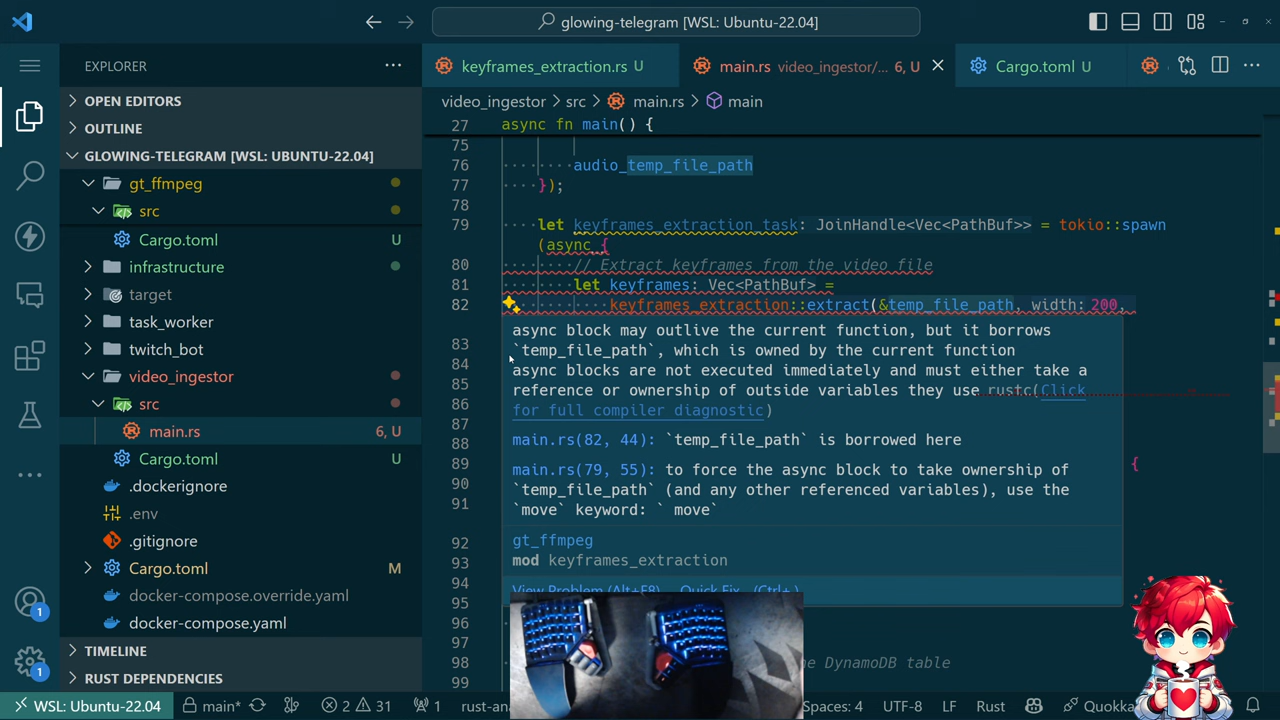 glowing-telegram [WSL: Ubuntu-22.04]
EXPLORER
OPEN EDITORS
OUTLINE
GLOWING-TELEGRAM [WSL: UBUNTU-22.04]
gt_ffmpeg
src
Cargo.toml U
infrastructure
target
task_worker
twitch_bot
video_ingestor
src
main.rs 6, U
Cargo.toml U
.dockerignore
.env
.gitignore
Cargo.toml M
docker-compose.override.yaml
docker-compose.yaml
TIMELINE
RUST DEPENDENCIES
keyframes_extraction.rs U
main.rs video_ingestor/... 6, U
Cargo.toml U
video_ingestor > src > main.rs > main
27 async fn main() {
75
76 audio_temp_file_path
77 });
78
79 let keyframes_extraction_task: JoinHandle<Vec<PathBuf>> = tokio::spawn
(async {
80 // Extract keyframes from the video file
81 let keyframes: Vec<PathBuf> =
82 keyframes_extraction::extract(&temp_file_path, width: 200,
async block may outlive the current function, but it borrows
`temp_file_path`, which is owned by the current function
async blocks are not executed immediately and must either take a
reference or ownership of outside variables they use rustc(Click
for full compiler diagnostic)
main.rs(82, 44): `temp_file_path` is borrowed here
main.rs(79, 55): to force the async block to take ownership of
`temp_file_path` (and any other referenced variables), use the
`move` keyword: ` move`
gt_ffmpeg
mod keyframes_extraction
View Problem (Alt+F8) Quick Fix... (Ctrl+.)
83
84
85
86
87
88
89 {
90
91
92
93
94
95
96
97
98 DynamoDB table
99
1
1
WSL: Ubuntu-22.04
main*
2
31
1
Spaces: 4
UTF-8
LF
Rust